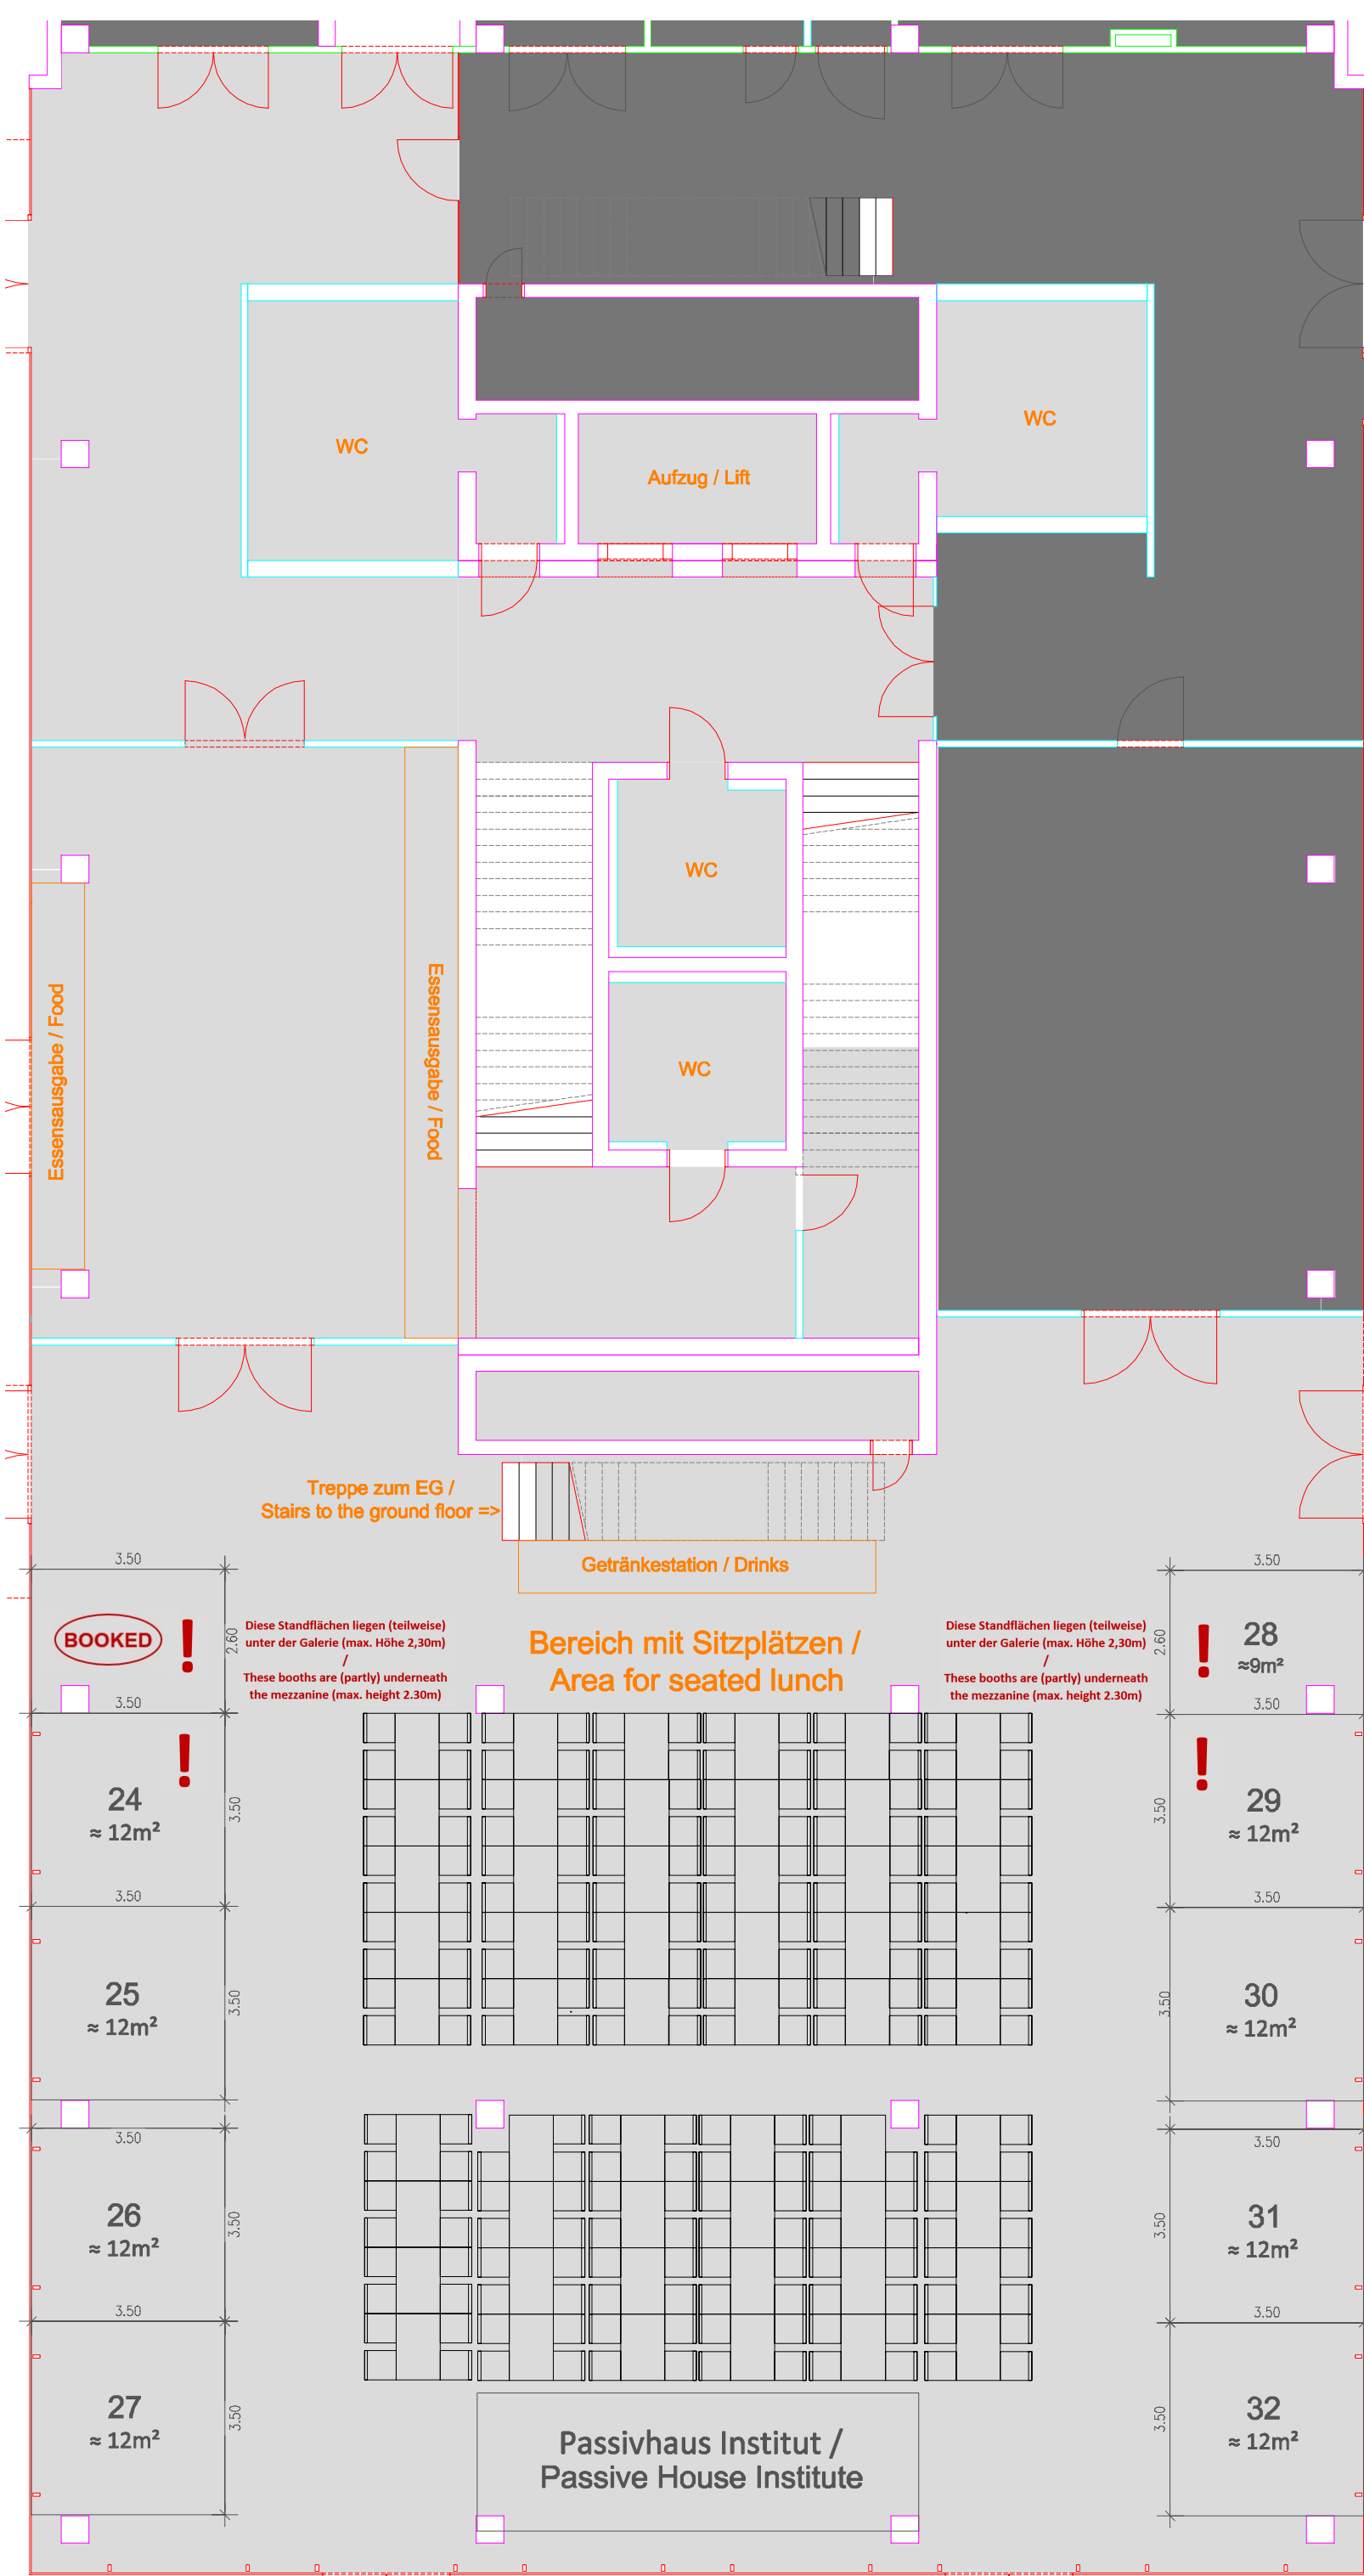 WC
WC
Aufzug / Lift
WC
Essensausgabe / Food
Essensausgabe / Food
WC
Treppe zum EG /
Stairs to the ground floor =>
Getränkestation / Drinks
3.50
3.50
BOOKED
!
2.60
Diese Standflächen liegen (teilweise)
unter der Galerie (max. Höhe 2,30m)
/
These booths are (partly) underneath
the mezzanine (max. height 2.30m)
Bereich mit Sitzplätzen /
Area for seated lunch
Diese Standflächen liegen (teilweise)
unter der Galerie (max. Höhe 2,30m)
/
These booths are (partly) underneath
the mezzanine (max. height 2.30m)
2.60
!
28
≈9m²
3.50
3.50
!
24
≈ 12m²
3.50
!
29
≈ 12m²
3.50
3.50
3.50
25
≈ 12m²
3.50
30
≈ 12m²
3.50
3.50
3.50
26
≈ 12m²
3.50
31
≈ 12m²
3.50
3.50
3.50
27
≈ 12m²
3.50
32
≈ 12m²
3.50
Passivhaus Institut /
Passive House Institute